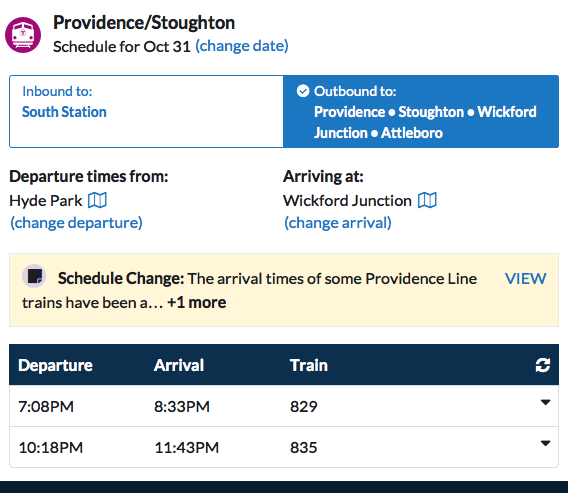 Providence/Stoughton
Schedule for Oct 31 (change date)
Inbound to:
South Station
Outbound to:
Providence • Stoughton • Wickford
Junction • Attleboro
Departure times from:
Hyde Park
(change departure)
Arriving at:
Wickford Junction
(change arrival)
Schedule Change: The arrival times of some Providence Line
trains have been a… +1 more
VIEW
Departure Arrival Train
7:08PM 8:33PM 829
10:18PM 11:43PM 835